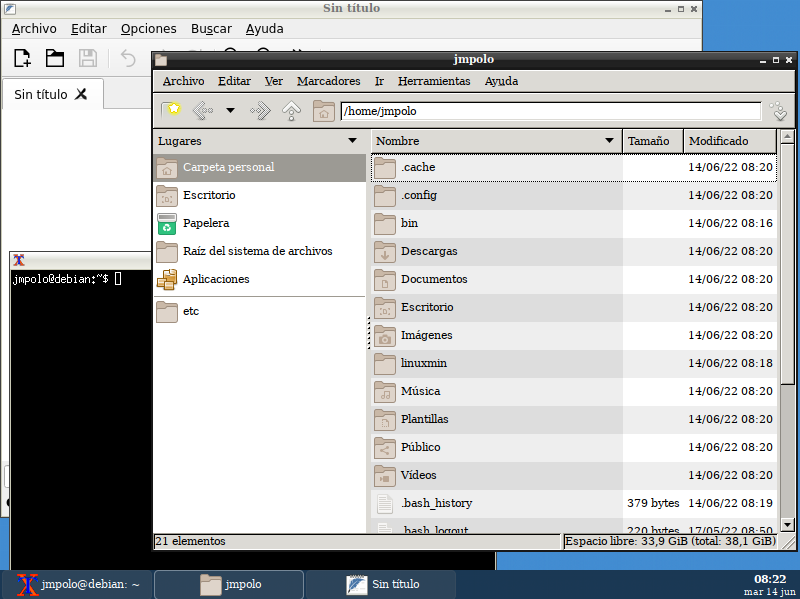 Sin título
Archivo Editar Opciones Buscar Ayuda
Sin título
jmpolo
Archivo Editar Ver Marcadores Ir Herramientas Ayuda
/home/jmpolo
Lugares
Carpeta personal
Escritorio
Papelera
Raíz del sistema de archivos
Aplicaciones
etc
Nombre Tamaño Modificado
.cache 14/06/22 08:20
.config 14/06/22 08:20
bin 14/06/22 08:16
Descargas 14/06/22 08:20
Documentos 14/06/22 08:20
Escritorio 14/06/22 08:20
Imágenes 14/06/22 08:20
linuxmin 14/06/22 08:18
Música 14/06/22 08:20
Plantillas 14/06/22 08:20
Público 14/06/22 08:20
Vídeos 14/06/22 08:20
.bash_history 379 bytes 14/06/22 08:19
.bash_logout 220 bytes 17/05/22 08:50
21 elementos
Espacio libre: 33,9 GiB (total: 38,1 GiB)
jmpolo@debian:~$
jmpolo@debian: ~
jmpolo
Sin título
08:22
mar 14 jun